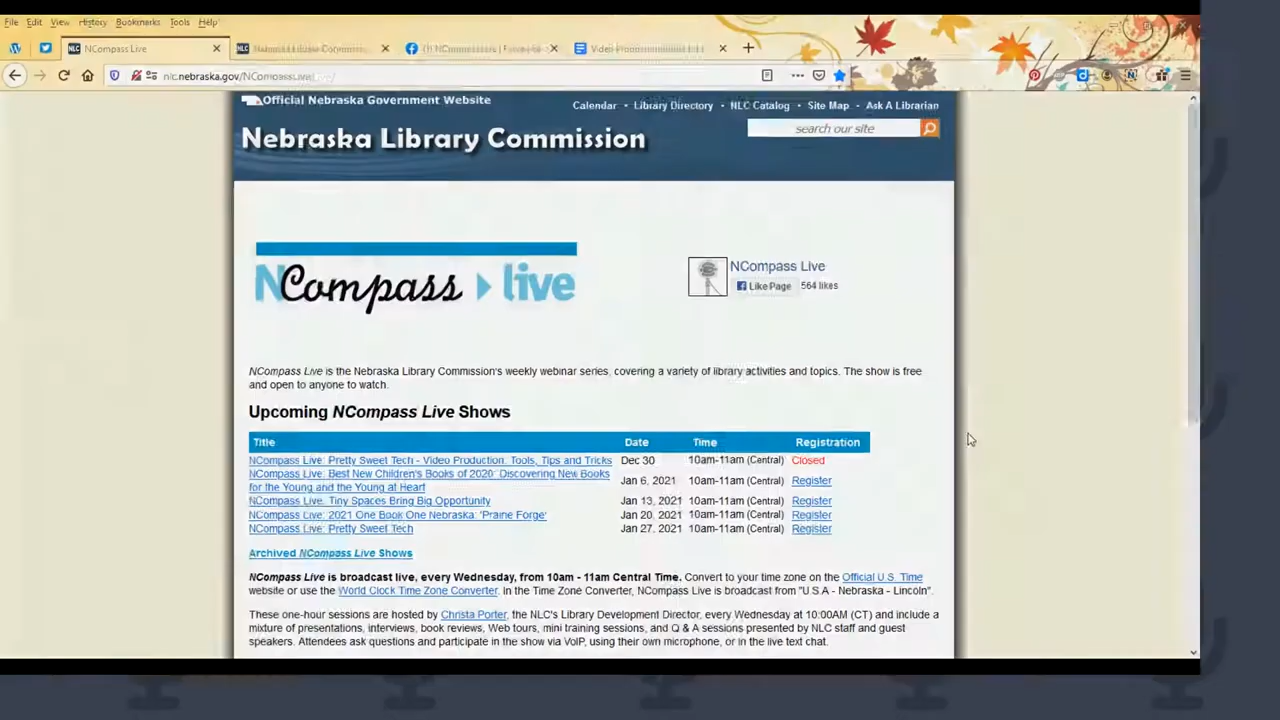 File Edit View History Bookmarks Tools Help
NCompass Live
nlc.nebraska.gov/NCompassLive/
Official Nebraska Government Website
Calendar • Library Directory • NLC Catalog • Site Map • Ask A Librarian
Nebraska Library Commission
search our site
NCompass live
NCompass Live
Like Page 564 likes
NCompass Live is the Nebraska Library Commission's weekly webinar series, covering a variety of library activities and topics. The show is free
and open to anyone to watch.
Upcoming NCompass Live Shows
Title Date Time Registration
NCompass Live: Pretty Sweet Tech - Video Production: Tools, Tips and Tricks Dec 30 10am-11am (Central) Closed
NCompass Live: Best New Children's Books of 2020: Discovering New Books
for the Young and the Young at Heart Jan 6, 2021 10am-11am (Central) Register
NCompass Live: Tiny Spaces Bring Big Opportunity Jan 13, 2021 10am-11am (Central) Register
NCompass Live: 2021 One Book One Nebraska: 'Prairie Forge' Jan 20, 2021 10am-11am (Central) Register
NCompass Live: Pretty Sweet Tech Jan 27, 2021 10am-11am (Central) Register
Archived NCompass Live Shows
NCompass Live is broadcast live, every Wednesday, from 10am - 11am Central Time. Convert to your time zone on the Official U.S. Time
website or use the World Clock Time Zone Converter. in the Time Zone Converter, NCompass Live is broadcast from "U S A - Nebraska - Lincoln".
These one-hour sessions are hosted by Christa Porter, the NLC's Library Development Director, every Wednesday at 10:00AM (CT) and include a
mixture of presentations, interviews, book reviews, Web tours, mini training sessions, and Q & A sessions presented by NLC staff and guest
speakers. Attendees ask questions and participate in the show via VoIP, using their own microphone, or in the live text chat.